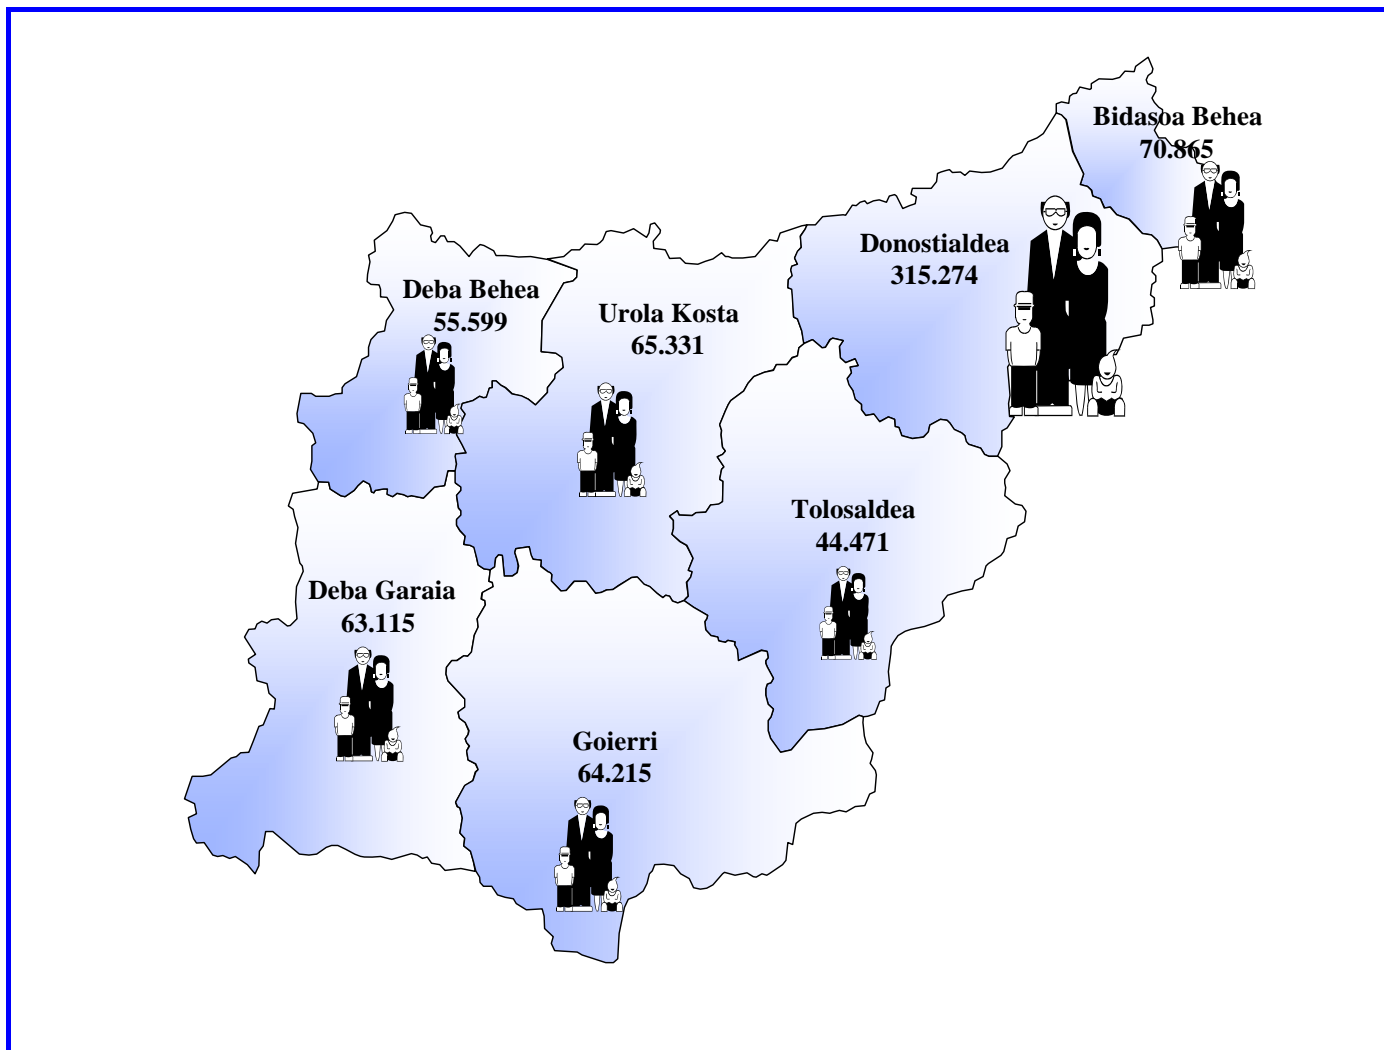 Bidasoa Behea
70.865
Donostialdea
315.274
Deba Behea
55.599
Urola Kosta
65.331
Tolosaldea
44.471
Deba Garaia
63.115
Goierri
64.215